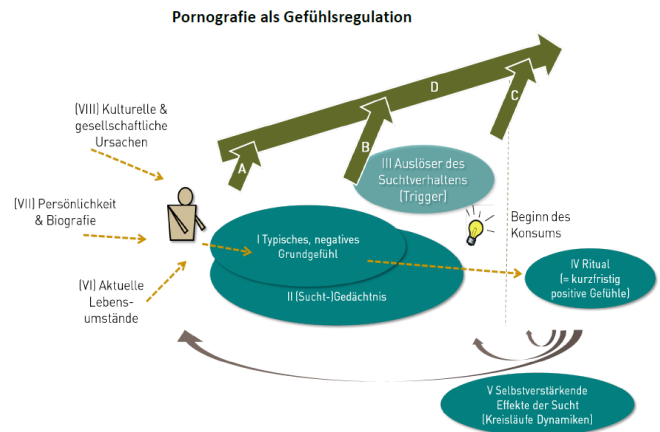 Pornografie als Gefühlsregulation
D
C
B
A
(VIII) Kulturelle &
gesellschaftliche
Ursachen
III Auslöser des
Suchtverhaltens
(Trigger)
(VII) Persönlichkeit
& Biografie
I Typisches, negatives
Grundgefühl
Beginn des
Konsums
(VI) Aktuelle
Lebens-
umstände
II (Sucht-)Gedächtnis
IV Ritual
(= kurzfristig
positive Gefühle)
V Selbstverstärkende
Effekte der Sucht
(Kreisläufe Dynamiken)